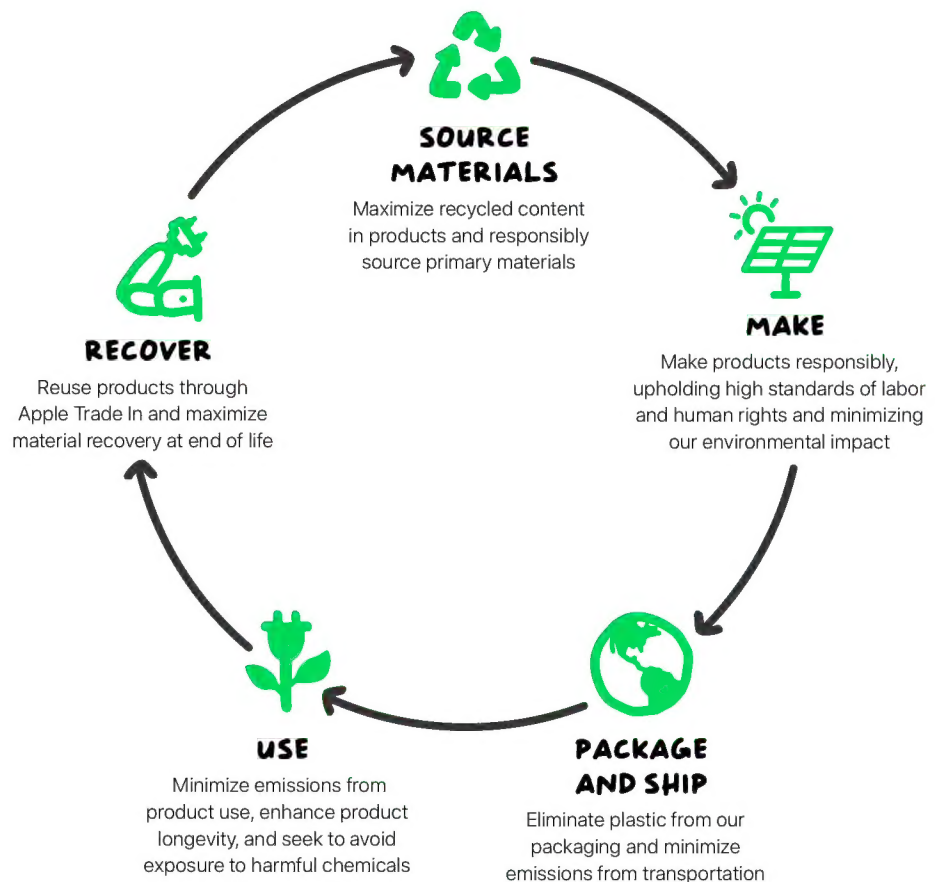 SOURCE
MATERIALS
Maximize recycled content
in products and responsibly
source primary materials
MAKE
Make products responsibly,
upholding high standards of labor
and human rights and minimizing
our environmental impact
PACKAGE
AND SHIP
Eliminate plastic from our
packaging and minimize
emissions from transportation
USE
Minimize emissions from
product use, enhance product
longevity, and seek to avoid
exposure to harmful chemicals
RECOVER
Reuse products through
Apple Trade In and maximize
material recovery at end of life